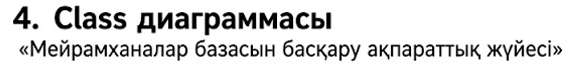 4. Class диаграммасы
«Мейрамханалар базасын басқару ақпараттық жүйесі»